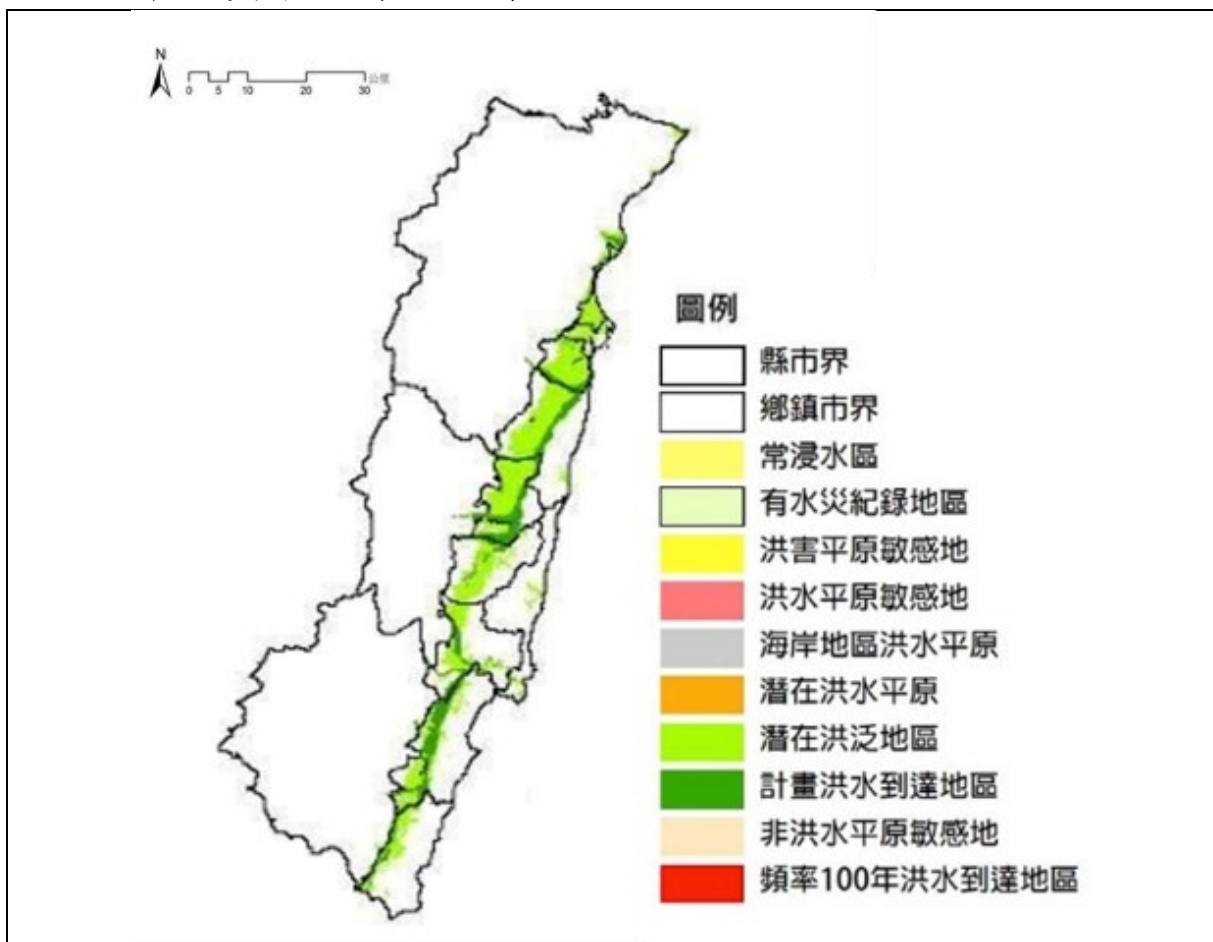 N
0 5 10 20 30 公里
圖例
縣市界
鄉鎮市界
常浸水區
有水災紀錄地區
洪害平原敏感地
洪水平原敏感地
海岸地區洪水平原
潛在洪水平原
潛在洪泛地區
計畫洪水到達地區
非洪水平原敏感地
頻率100年洪水到達地區